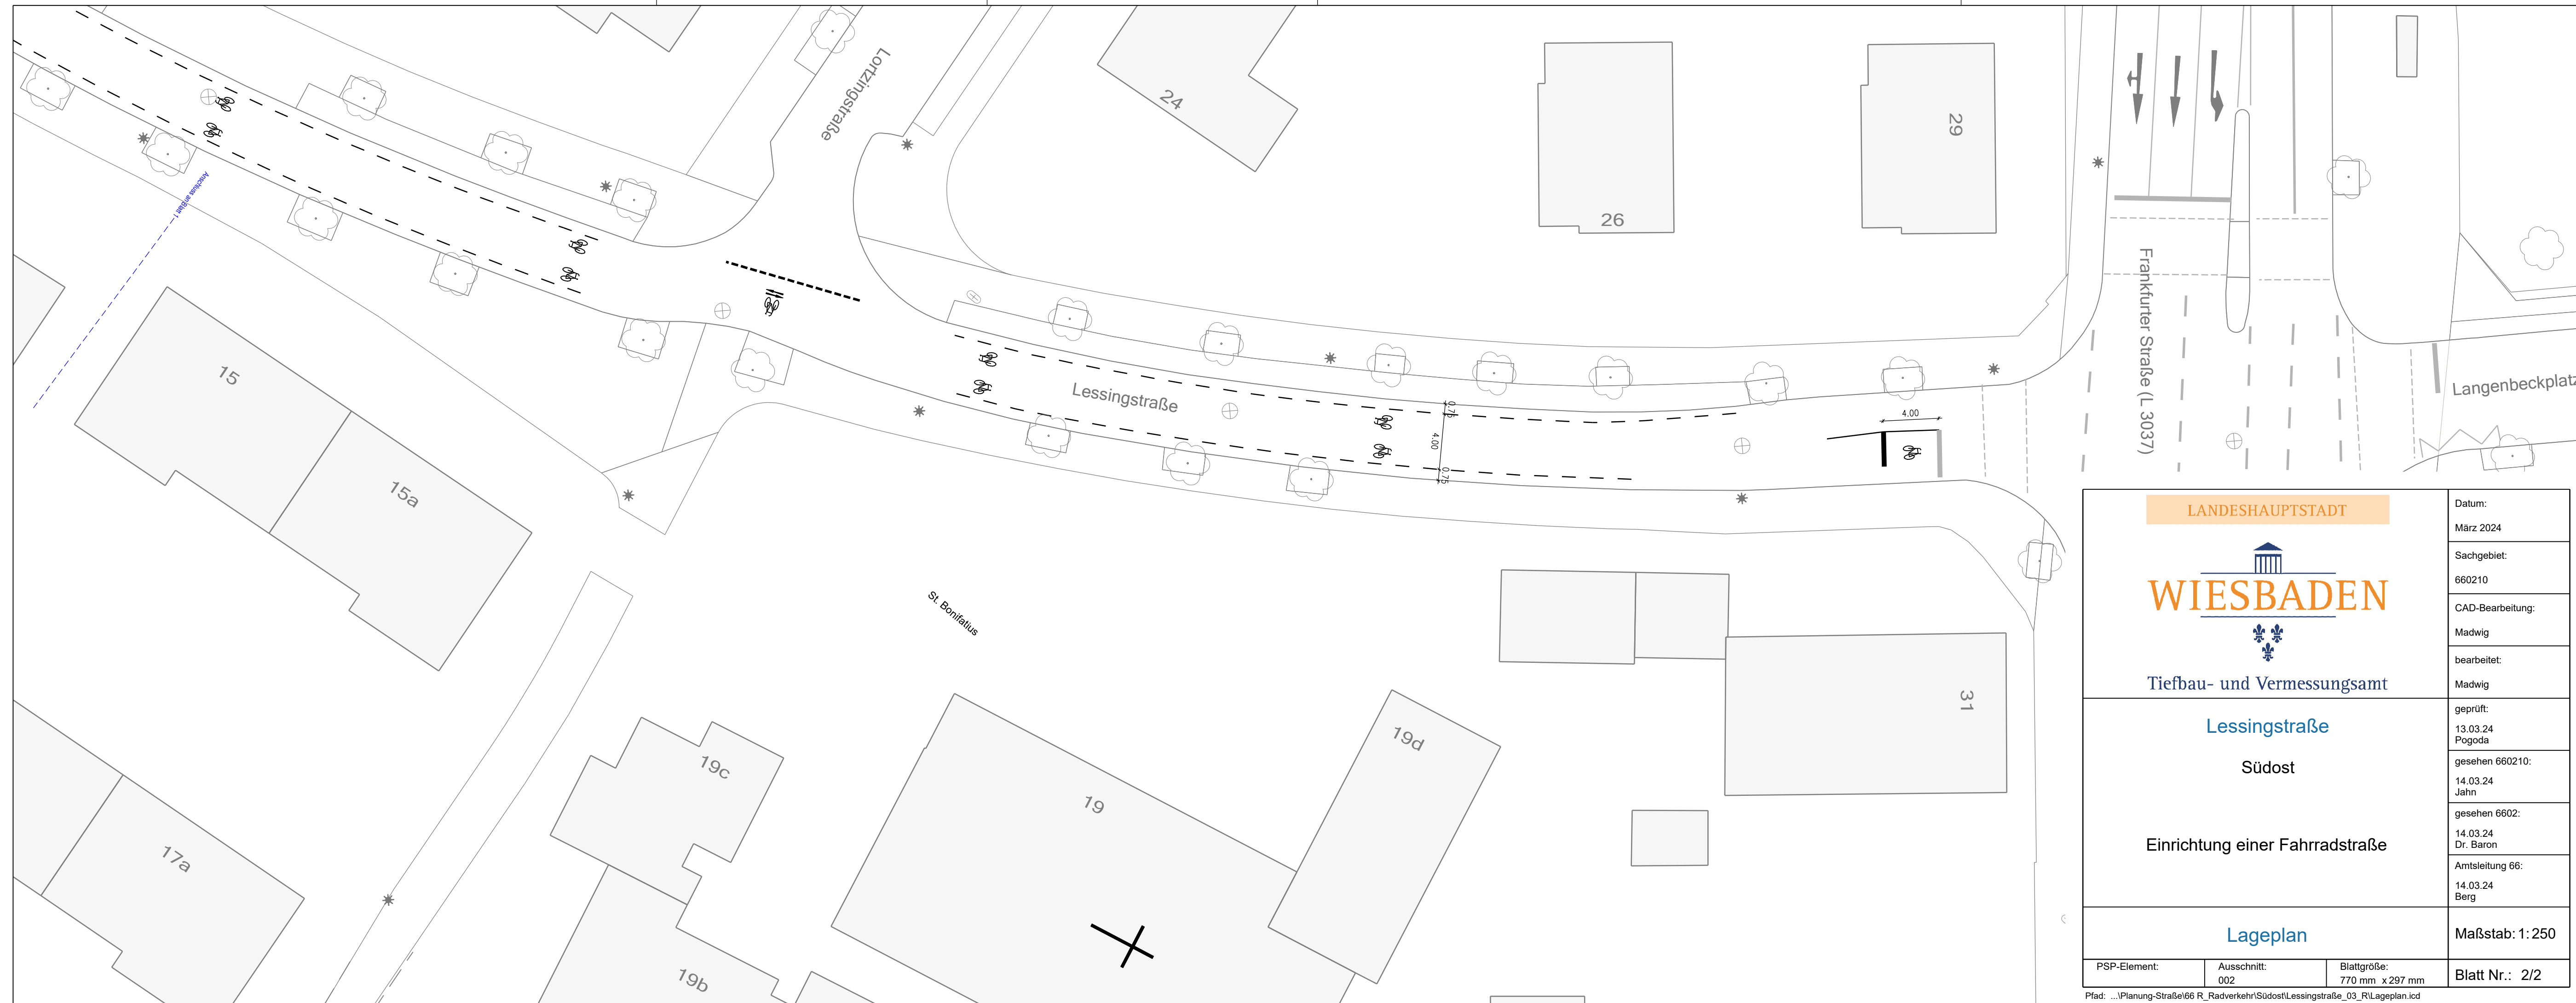 Lortzingstraße
24
26
29
Anschluss an Blatt 1
Frankfurter Straße (L 3037)
Langenbeckplatz
Lessingstraße
0.75
4.00
0.75
4.00
15
15a
St. Bonifatius
17a
19c
19
19d
19b
31
LANDESHAUPTSTADT
WIESBADEN
Tiefbau- und Vermessungsamt
Datum:
März 2024
Sachgebiet:
660210
CAD-Bearbeitung:
Madwig
bearbeitet:
Madwig
Lessingstraße
Südost
Einrichtung einer Fahrradstraße
geprüft:
13.03.24
Pogoda
gesehen 660210:
14.03.24
Jahn
gesehen 6602:
14.03.24
Dr. Baron
Amtsleitung 66:
14.03.24
Berg
Lageplan
Maßstab: 1: 250
PSP-Element:
Ausschnitt:
002
Blattgröße:
770 mm x 297 mm
Blatt Nr.: 2/2
Pfad: ...\Planung-Straße\66 R_Radverkehr\Südost\Lessingstraße_03_R\Lageplan.icd